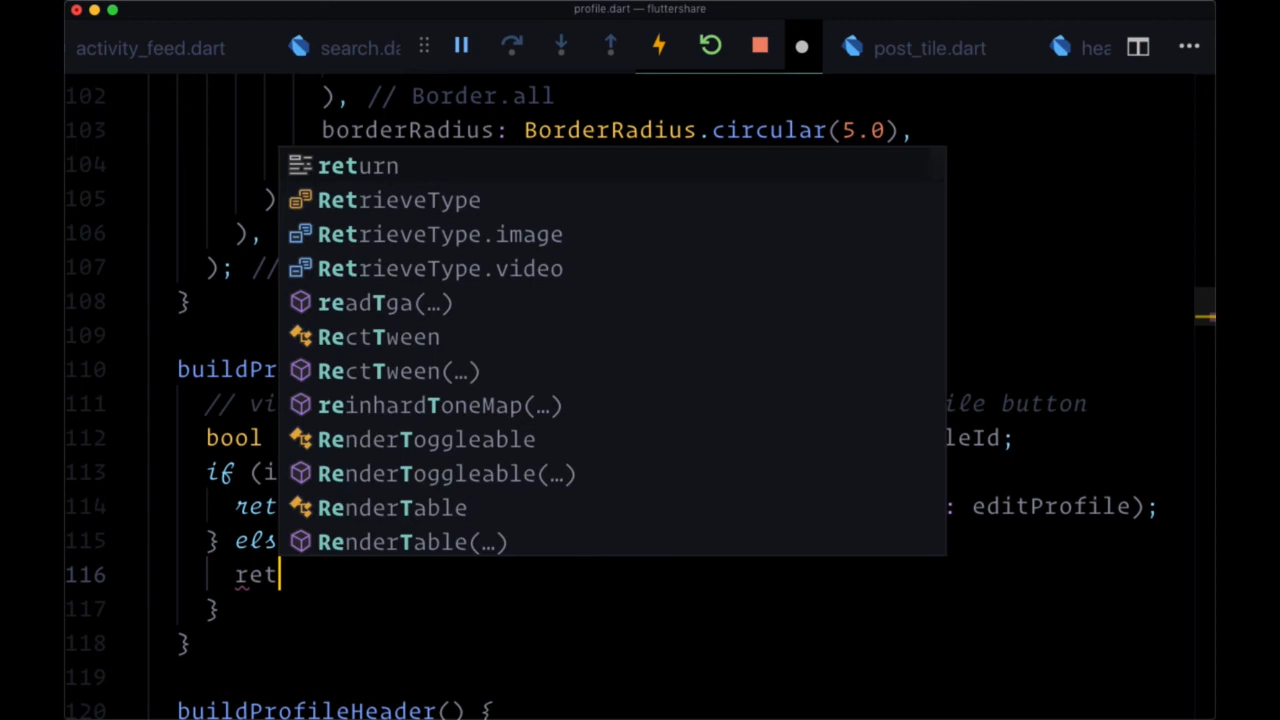 profile.dart — fluttershare
activity_feed.dart search.da post_tile.dart hea
102 ), // Border.all
103 borderRadius: BorderRadius.circular(5.0),
104
105 )
106 ),
107 ); //
108 }
109
110 buildPr
111 // vi ile button
112 bool leId;
113 if (i
114 ret : editProfile);
115 } els
116 ret
117 }
118 }
119
120 buildProfileHeader() {
return
RetrieveType
RetrieveType.image
RetrieveType.video
readTga(…)
RectTween
RectTween(…)
reinhardToneMap(…)
RenderToggleable
RenderToggleable(…)
RenderTable
RenderTable(…)